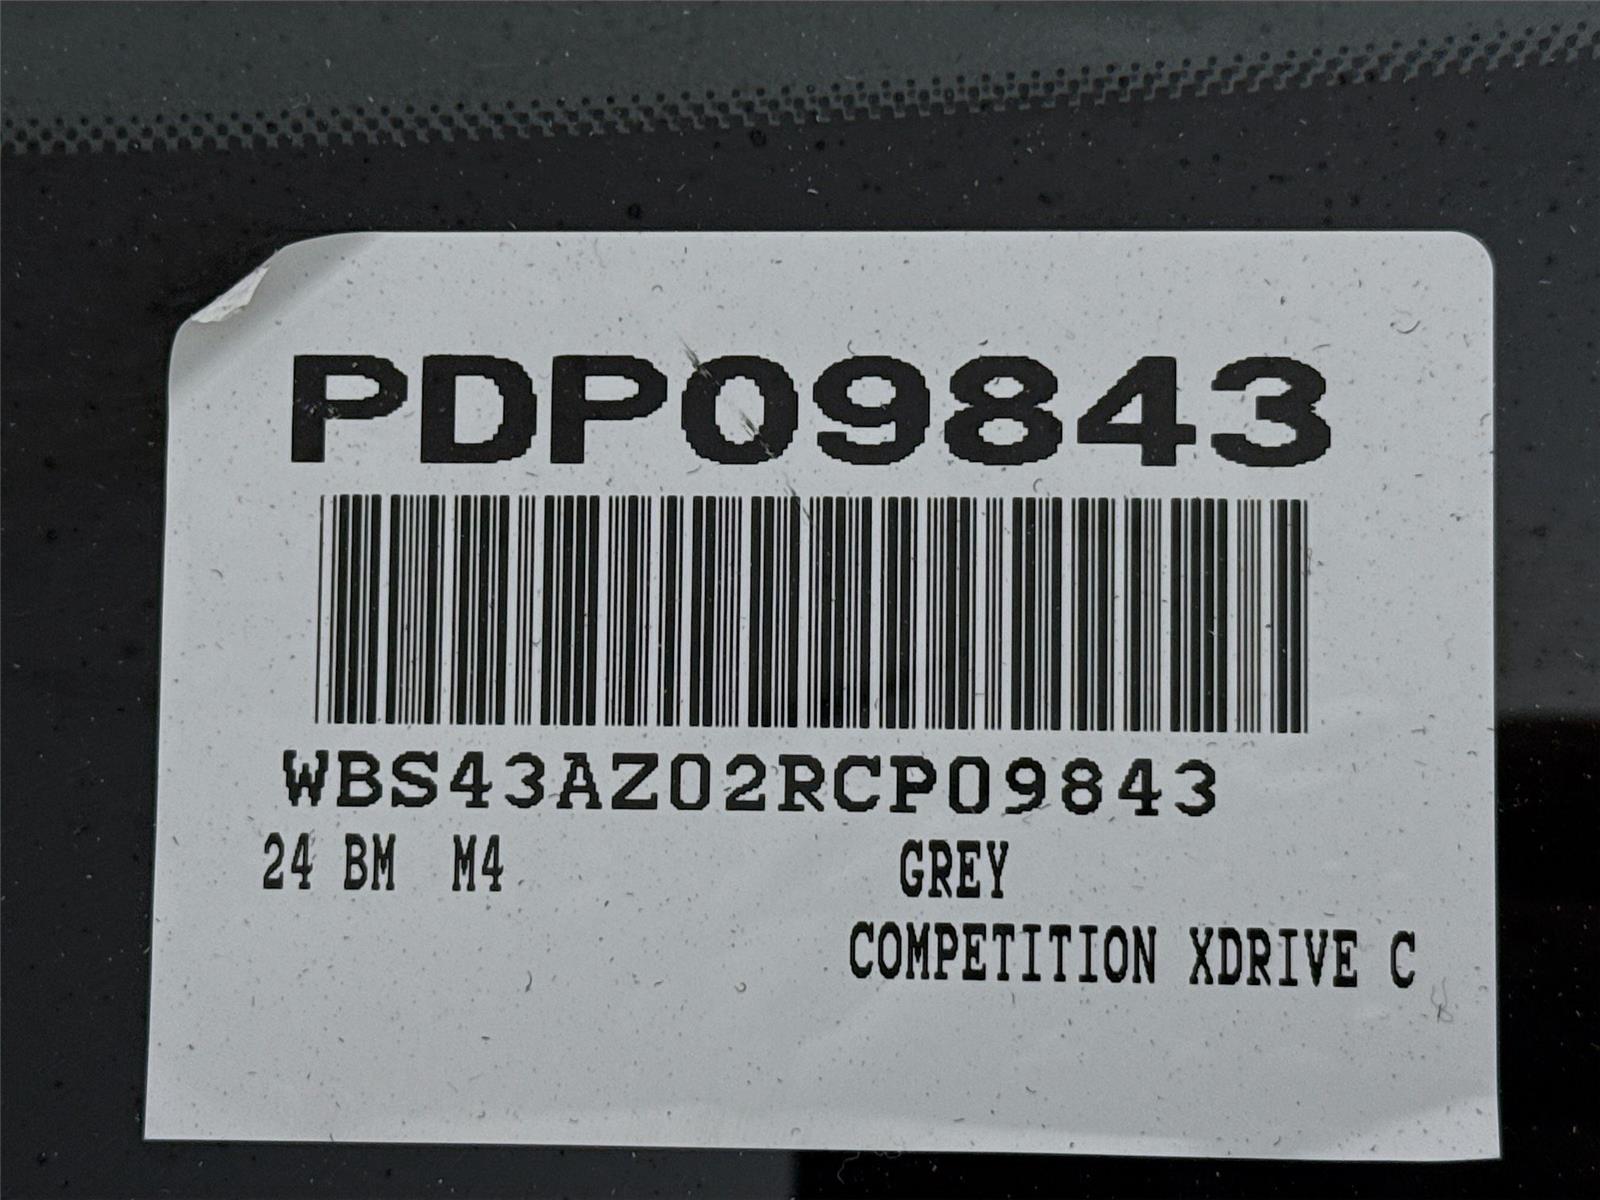 PDP09843
WBS43AZ02RCP09843
24 BM M4 GREY
COMPETITION XDRIVE C